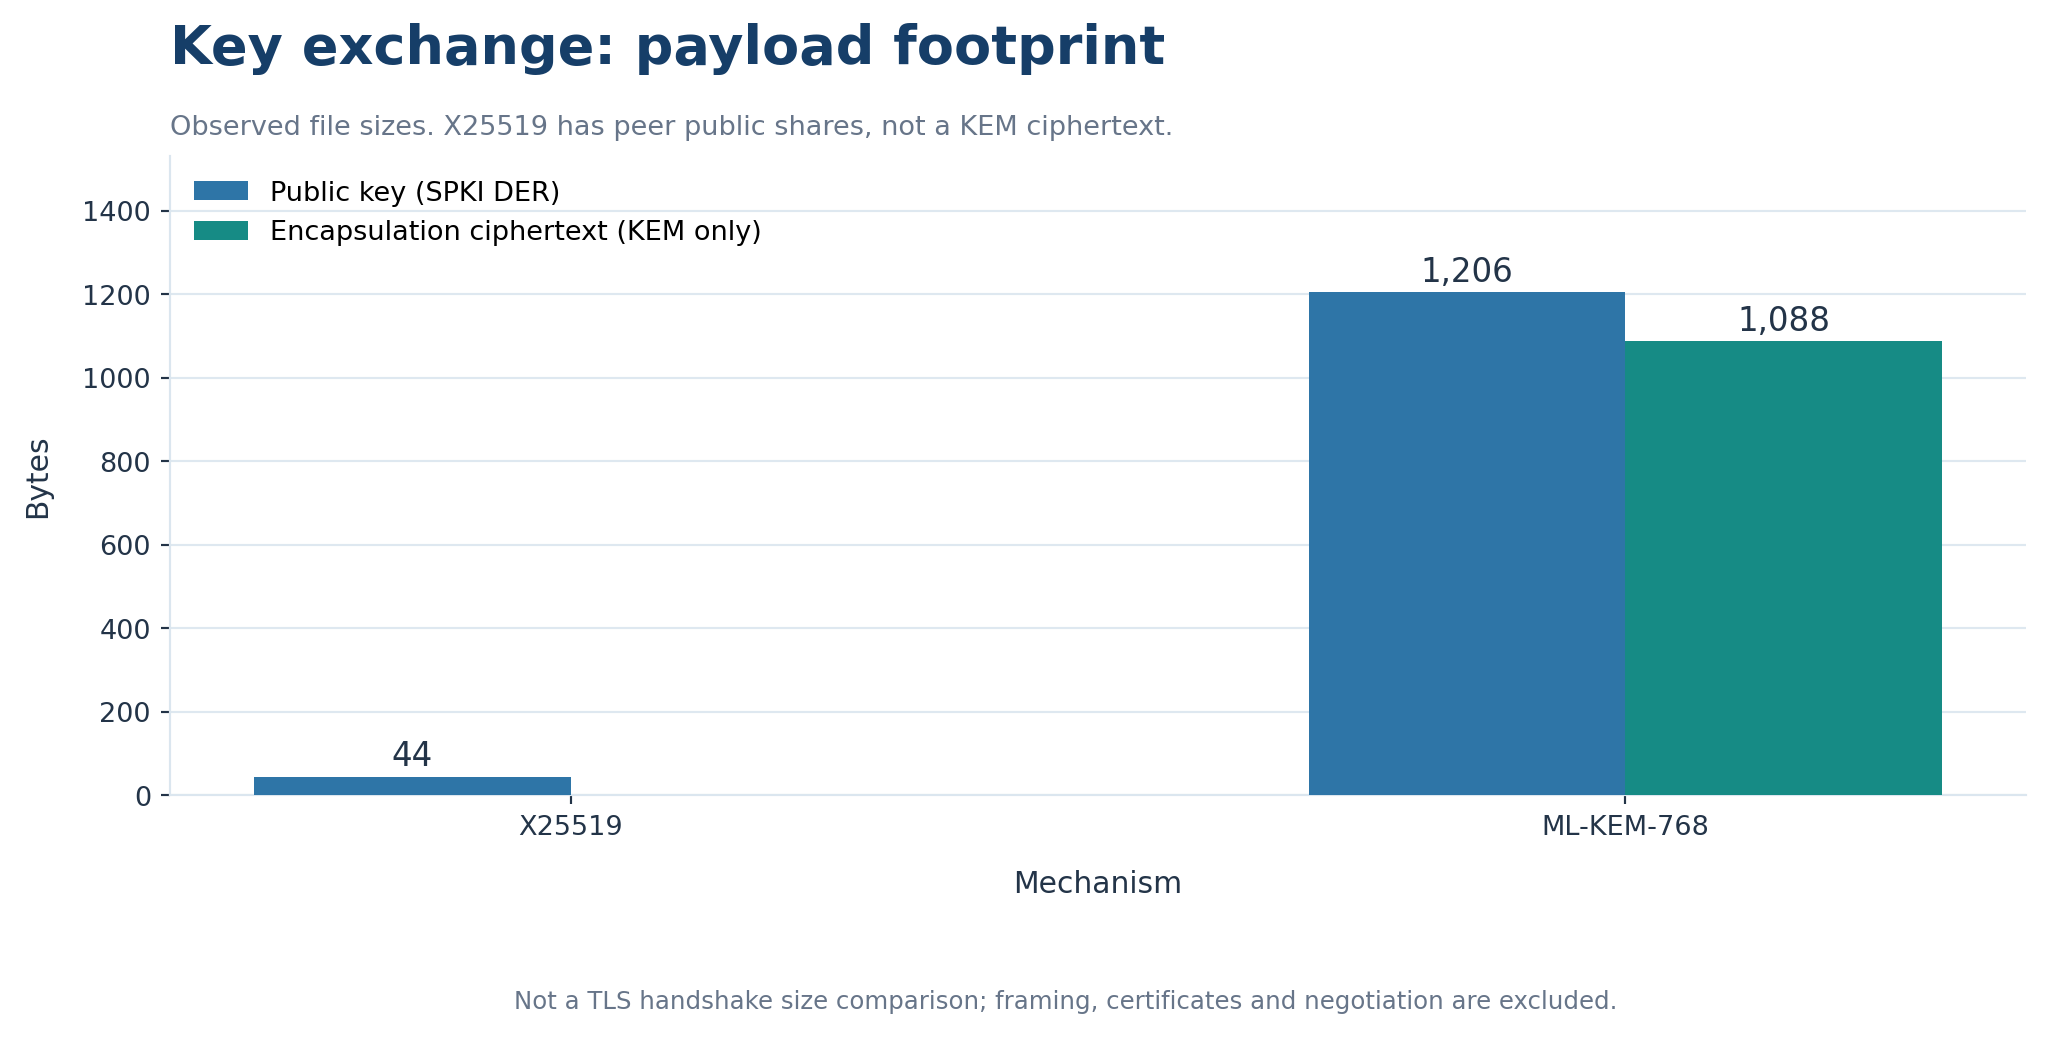 Key exchange: payload footprint
Observed file sizes. X25519 has peer public shares, not a KEM ciphertext.
Public key (SPKI DER)
Encapsulation ciphertext (KEM only)
1400
1200
1000
800
600
400
200
0
Bytes
44
1,206
1,088
X25519
ML-KEM-768
Mechanism
Not a TLS handshake size comparison; framing, certificates and negotiation are excluded.